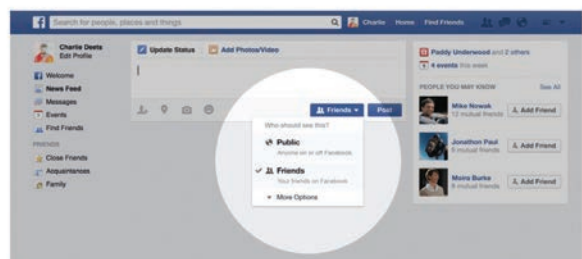 f Search for people, places and things Charlie Home Find Friends
Charlie Deets
Edit Profile
Welcome
News Feed
Messages
Events
Find Friends
FRIENDS
Close Friends
Acquaintances
Family
Update Status Add Photos/Video
Friends Post
Who should see this?
Public
Anyone on or off Facebook
Friends
Your friends on Facebook
More Options
Paddy Underwood and 2 others
4 events this week
PEOPLE YOU MAY KNOW See All
Mike Nowak
12 mutual friends
Add Friend
Jonathon Paul
mutual friends
Add Friend
Moira Burke
mutual friends
Add Friend